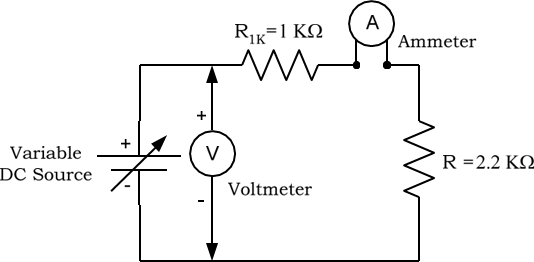 A
R1K=1 KΩ
Ammeter
+
V
+
Variable
DC Source
-
-
Voltmeter
R =2.2 KΩ